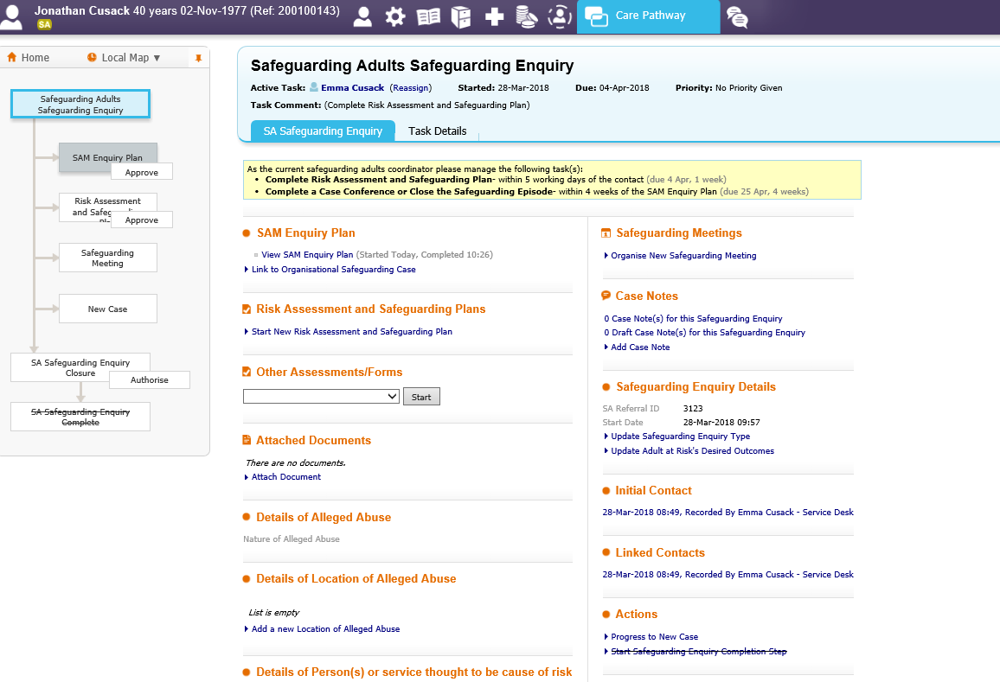 Jonathan Cusack 40 years 02-Nov-1977 (Ref: 200100143)
SA
Care Pathway
Home
Local Map ▼
Safeguarding Adults
Safeguarding Enquiry
SAM Enquiry Plan
Approve
Risk Assessment
Approve
Safeguarding
Meeting
New Case
SA Safeguarding Enquiry
Closure
Authorise
SA Safeguarding Enquiry
Complete
Safeguarding Adults Safeguarding Enquiry
Active Task: Emma Cusack (Reassign) Started: 28-Mar-2018 Due: 04-Apr-2018 Priority: No Priority Given
Task Comment: (Complete Risk Assessment and Safeguarding Plan)
SA Safeguarding Enquiry Task Details
As the current safeguarding adults coordinator please manage the following task(s):
• Complete Risk Assessment and Safeguarding Plan- within 5 working days of the contact (due 4 Apr, 1 week)
• Complete a Case Conference or Close the Safeguarding Episode- within 4 weeks of the SAM Enquiry Plan (due 25 Apr, 4 weeks)
SAM Enquiry Plan
View SAM Enquiry Plan (Started Today, Completed 10:26)
Link to Organisational Safeguarding Case
Risk Assessment and Safeguarding Plans
Start New Risk Assessment and Safeguarding Plan
Other Assessments/Forms
Start
Attached Documents
There are no documents.
Attach Document
Details of Alleged Abuse
Nature of Alleged Abuse
Details of Location of Alleged Abuse
List is empty
Add a new Location of Alleged Abuse
Details of Person(s) or service thought to be cause of risk
Safeguarding Meetings
Organise New Safeguarding Meeting
Case Notes
0 Case Note(s) for this Safeguarding Enquiry
0 Draft Case Note(s) for this Safeguarding Enquiry
Add Case Note
Safeguarding Enquiry Details
SA Referral ID 3123
Start Date 28-Mar-2018 09:57
Update Safeguarding Enquiry Type
Update Adult at Risk's Desired Outcomes
Initial Contact
28-Mar-2018 08:49, Recorded By Emma Cusack - Service Desk
Linked Contacts
28-Mar-2018 08:49, Recorded By Emma Cusack - Service Desk
Actions
Progress to New Case
Start Safeguarding Enquiry Completion Step